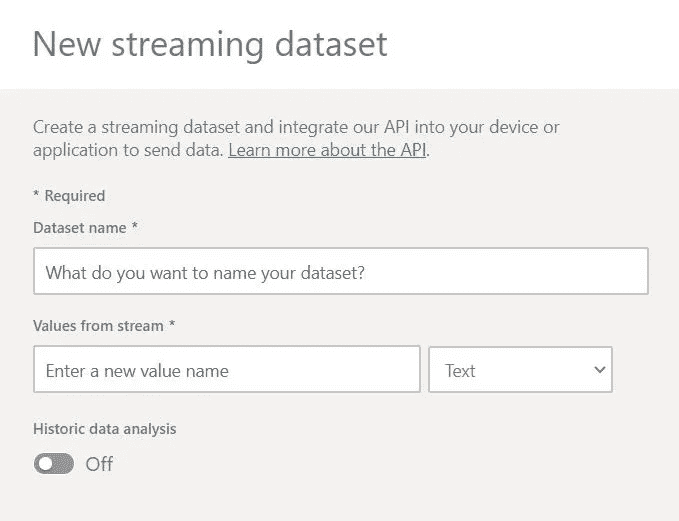 New streaming dataset
Create a streaming dataset and integrate our API into your device or
application to send data. Learn more about the API.
* Required
Dataset name *
What do you want to name your dataset?
Values from stream *
Enter a new value name
Text
Historic data analysis
Off